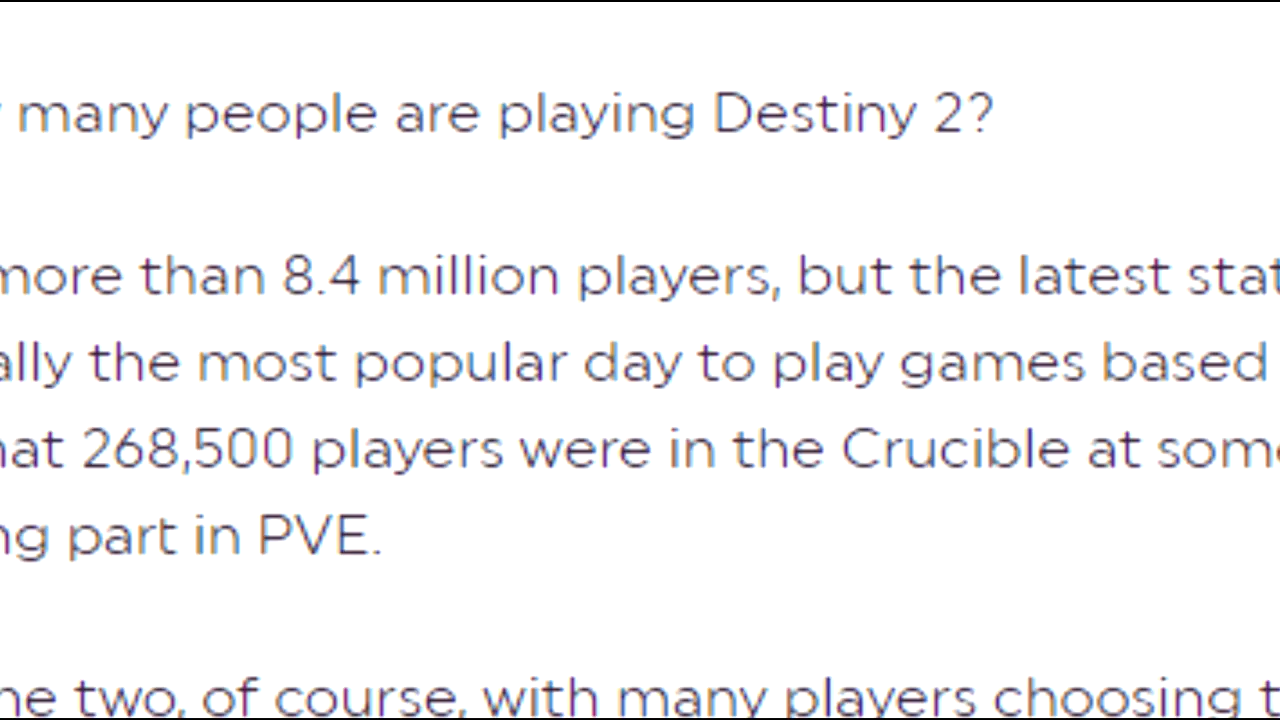 many people are playing Destiny 2?
more than 8.4 million players, but the latest stat
ally the most popular day to play games based
hat 268,500 players were in the Crucible at some
ng part in PVE.
he two, of course, with many players choosing t